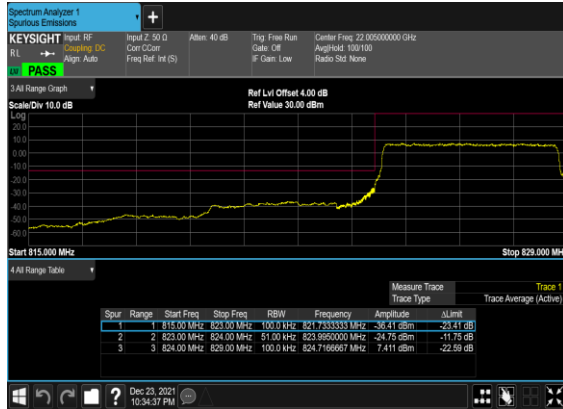 Spectrum Analyzer 1
Spurious Emissions
+
KEYSIGHT Input: RF Input Z: 50 Ω Atten: 40 dB Trig: Free Run Center Freq: 22.005000000 GHz
RL Coupling: DC Corr CCorr Gate: Off Avg|Hold: 100/100
Align: Auto Freq Ref: Int (S) IF Gain: Low Radio Std: None
PASS
3 All Range Graph Ref Lvl Offset 4.00 dB
Scale/Div 10.0 dB Ref Value 30.00 dBm
Log
20.0
10.0
0.00
-10.0
-20.0
-30.0
-40.0
-50.0
-60.0
Start 815.000 MHz Stop 829.000 MHz
4 All Range Table
Measure Trace Trace 1
Trace Type Trace Average (Active)
Spur Range Start Freq Stop Freq RBW Frequency Amplitude ΔLimit
1 1 815.00 MHz 823.00 MHz 100.0 kHz 821.7333333 MHz -36.41 dBm -23.41 dB
2 2 823.00 MHz 824.00 MHz 51.00 kHz 823.9950000 MHz -24.75 dBm -11.75 dB
3 3 824.00 MHz 829.00 MHz 100.0 kHz 824.7166667 MHz 7.411 dBm -22.59 dB
? Dec 23, 2021
10:34:37 PM